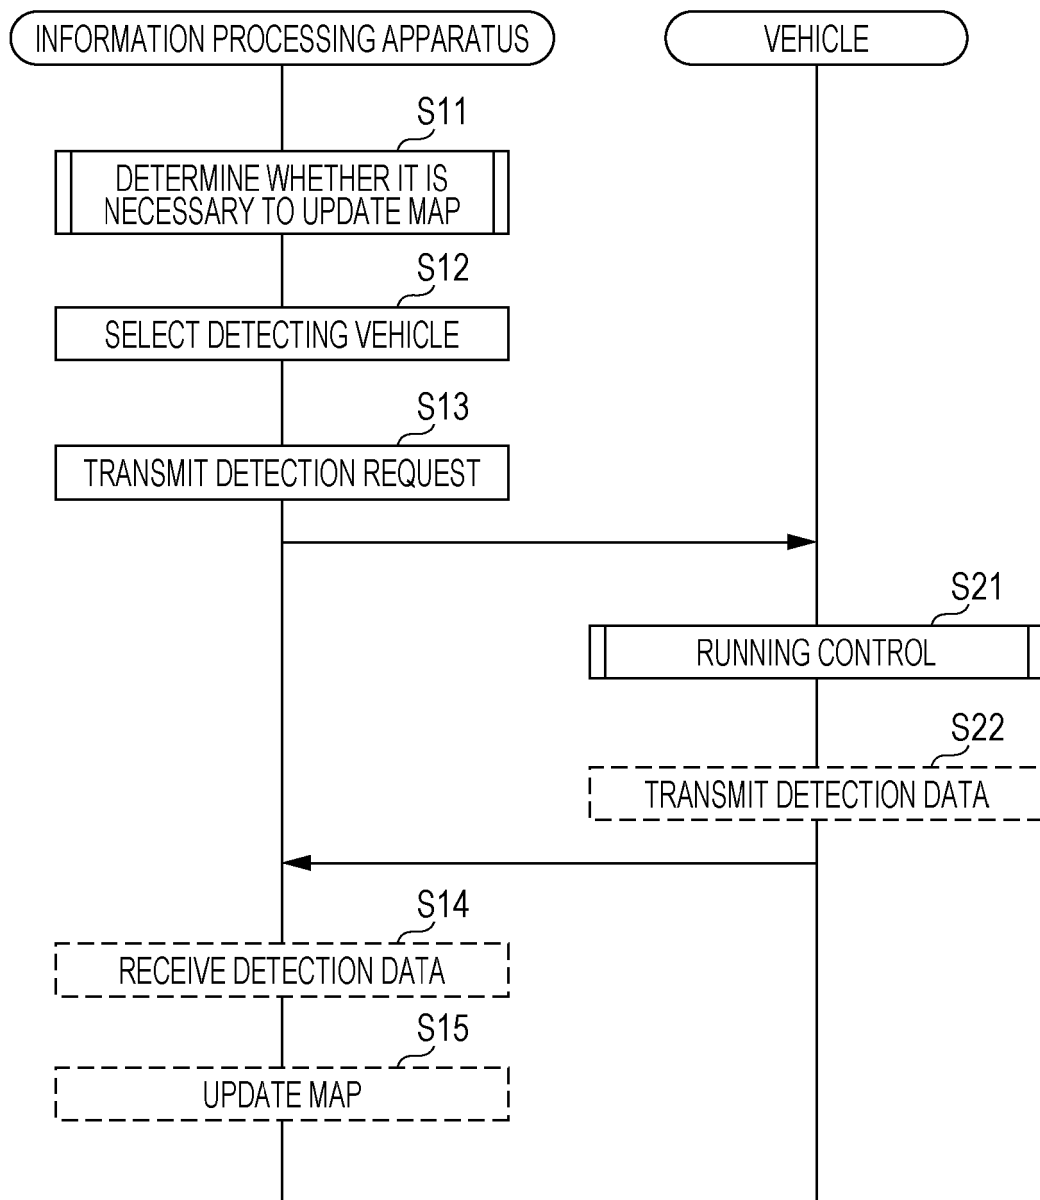 INFORMATION PROCESSING APPARATUS
VEHICLE
S11
DETERMINE WHETHER IT IS
NECESSARY TO UPDATE MAP
S12
SELECT DETECTING VEHICLE
S13
TRANSMIT DETECTION REQUEST
S21
RUNNING CONTROL
S22
TRANSMIT DETECTION DATA
S14
RECEIVE DETECTION DATA
S15
UPDATE MAP